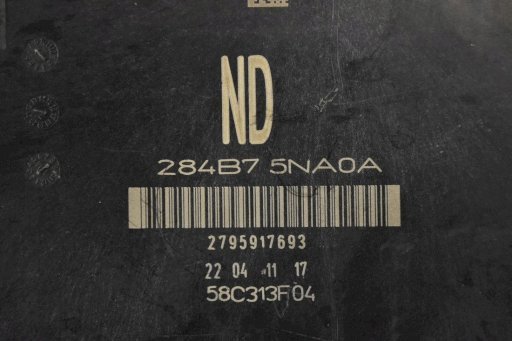 ND
284B7 5NA0A
2795917693
22 04 11 17
58C313F04